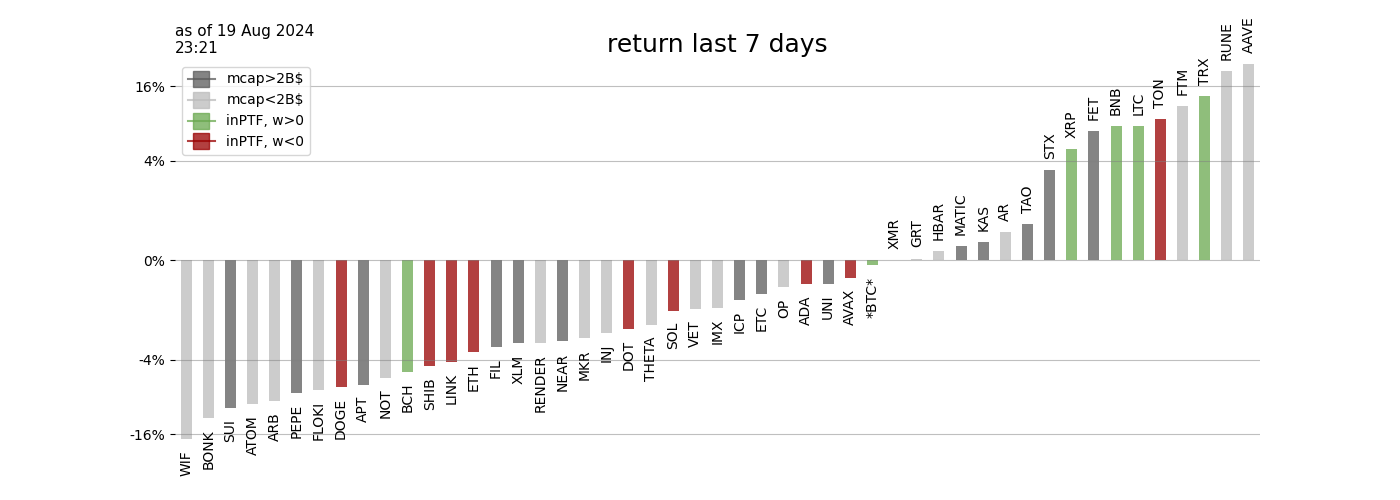 as of 19 Aug 2024
23:21
return last 7 days
mcap>2B$
mcap<2B$
inPTF, w>0
inPTF, w<0
16%
4%
0%
-4%
-16%
WIF
BONK
SUI
ATOM
ARB
PEPE
FLOKI
DOGE
APT
NOT
BCH
SHIB
LINK
ETH
FIL
XLM
RENDER
NEAR
MKR
INJ
DOT
THETA
SOL
VET
IMX
ICP
ETC
OP
ADA
UNI
AVAX
*BTC*
XMR
GRT
HBAR
MATIC
KAS
AR
TAO
STX
XRP
FET
BNB
LTC
TON
FTM
TRX
RUNE
AAVE